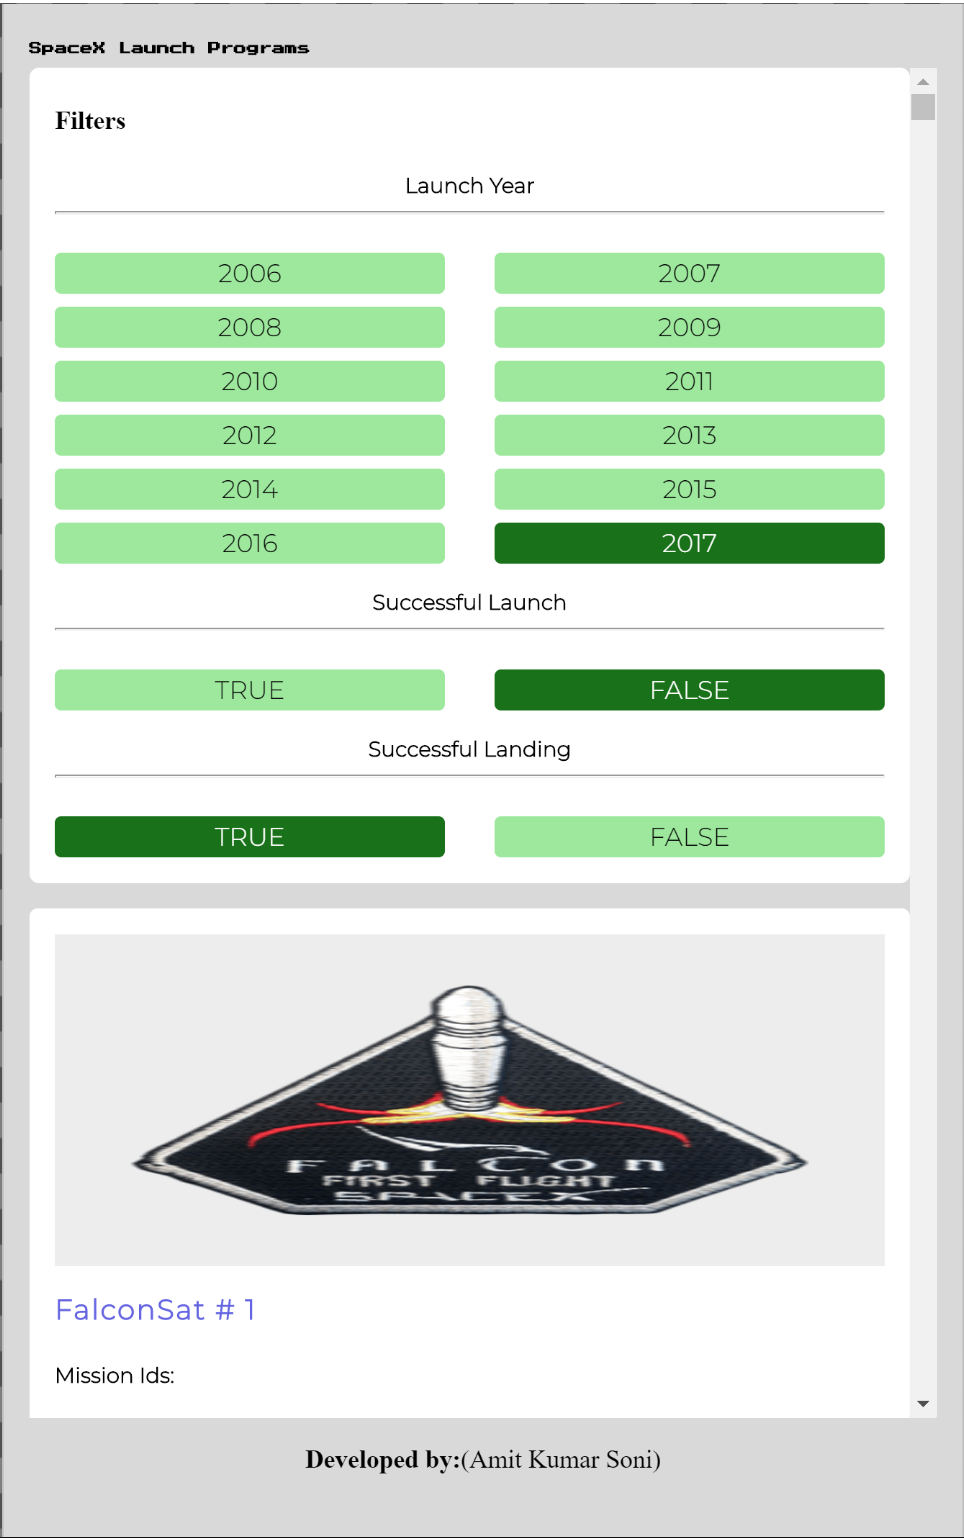 SpaceX Launch Programs
Filters
Launch Year
2006 2007
2008 2009
2010 2011
2012 2013
2014 2015
2016 2017
Successful Launch
TRUE FALSE
Successful Landing
TRUE FALSE
FALCON
FIRST FLIGHT
SPACEX
FalconSat # 1
Mission Ids:
Developed by:(Amit Kumar Soni)